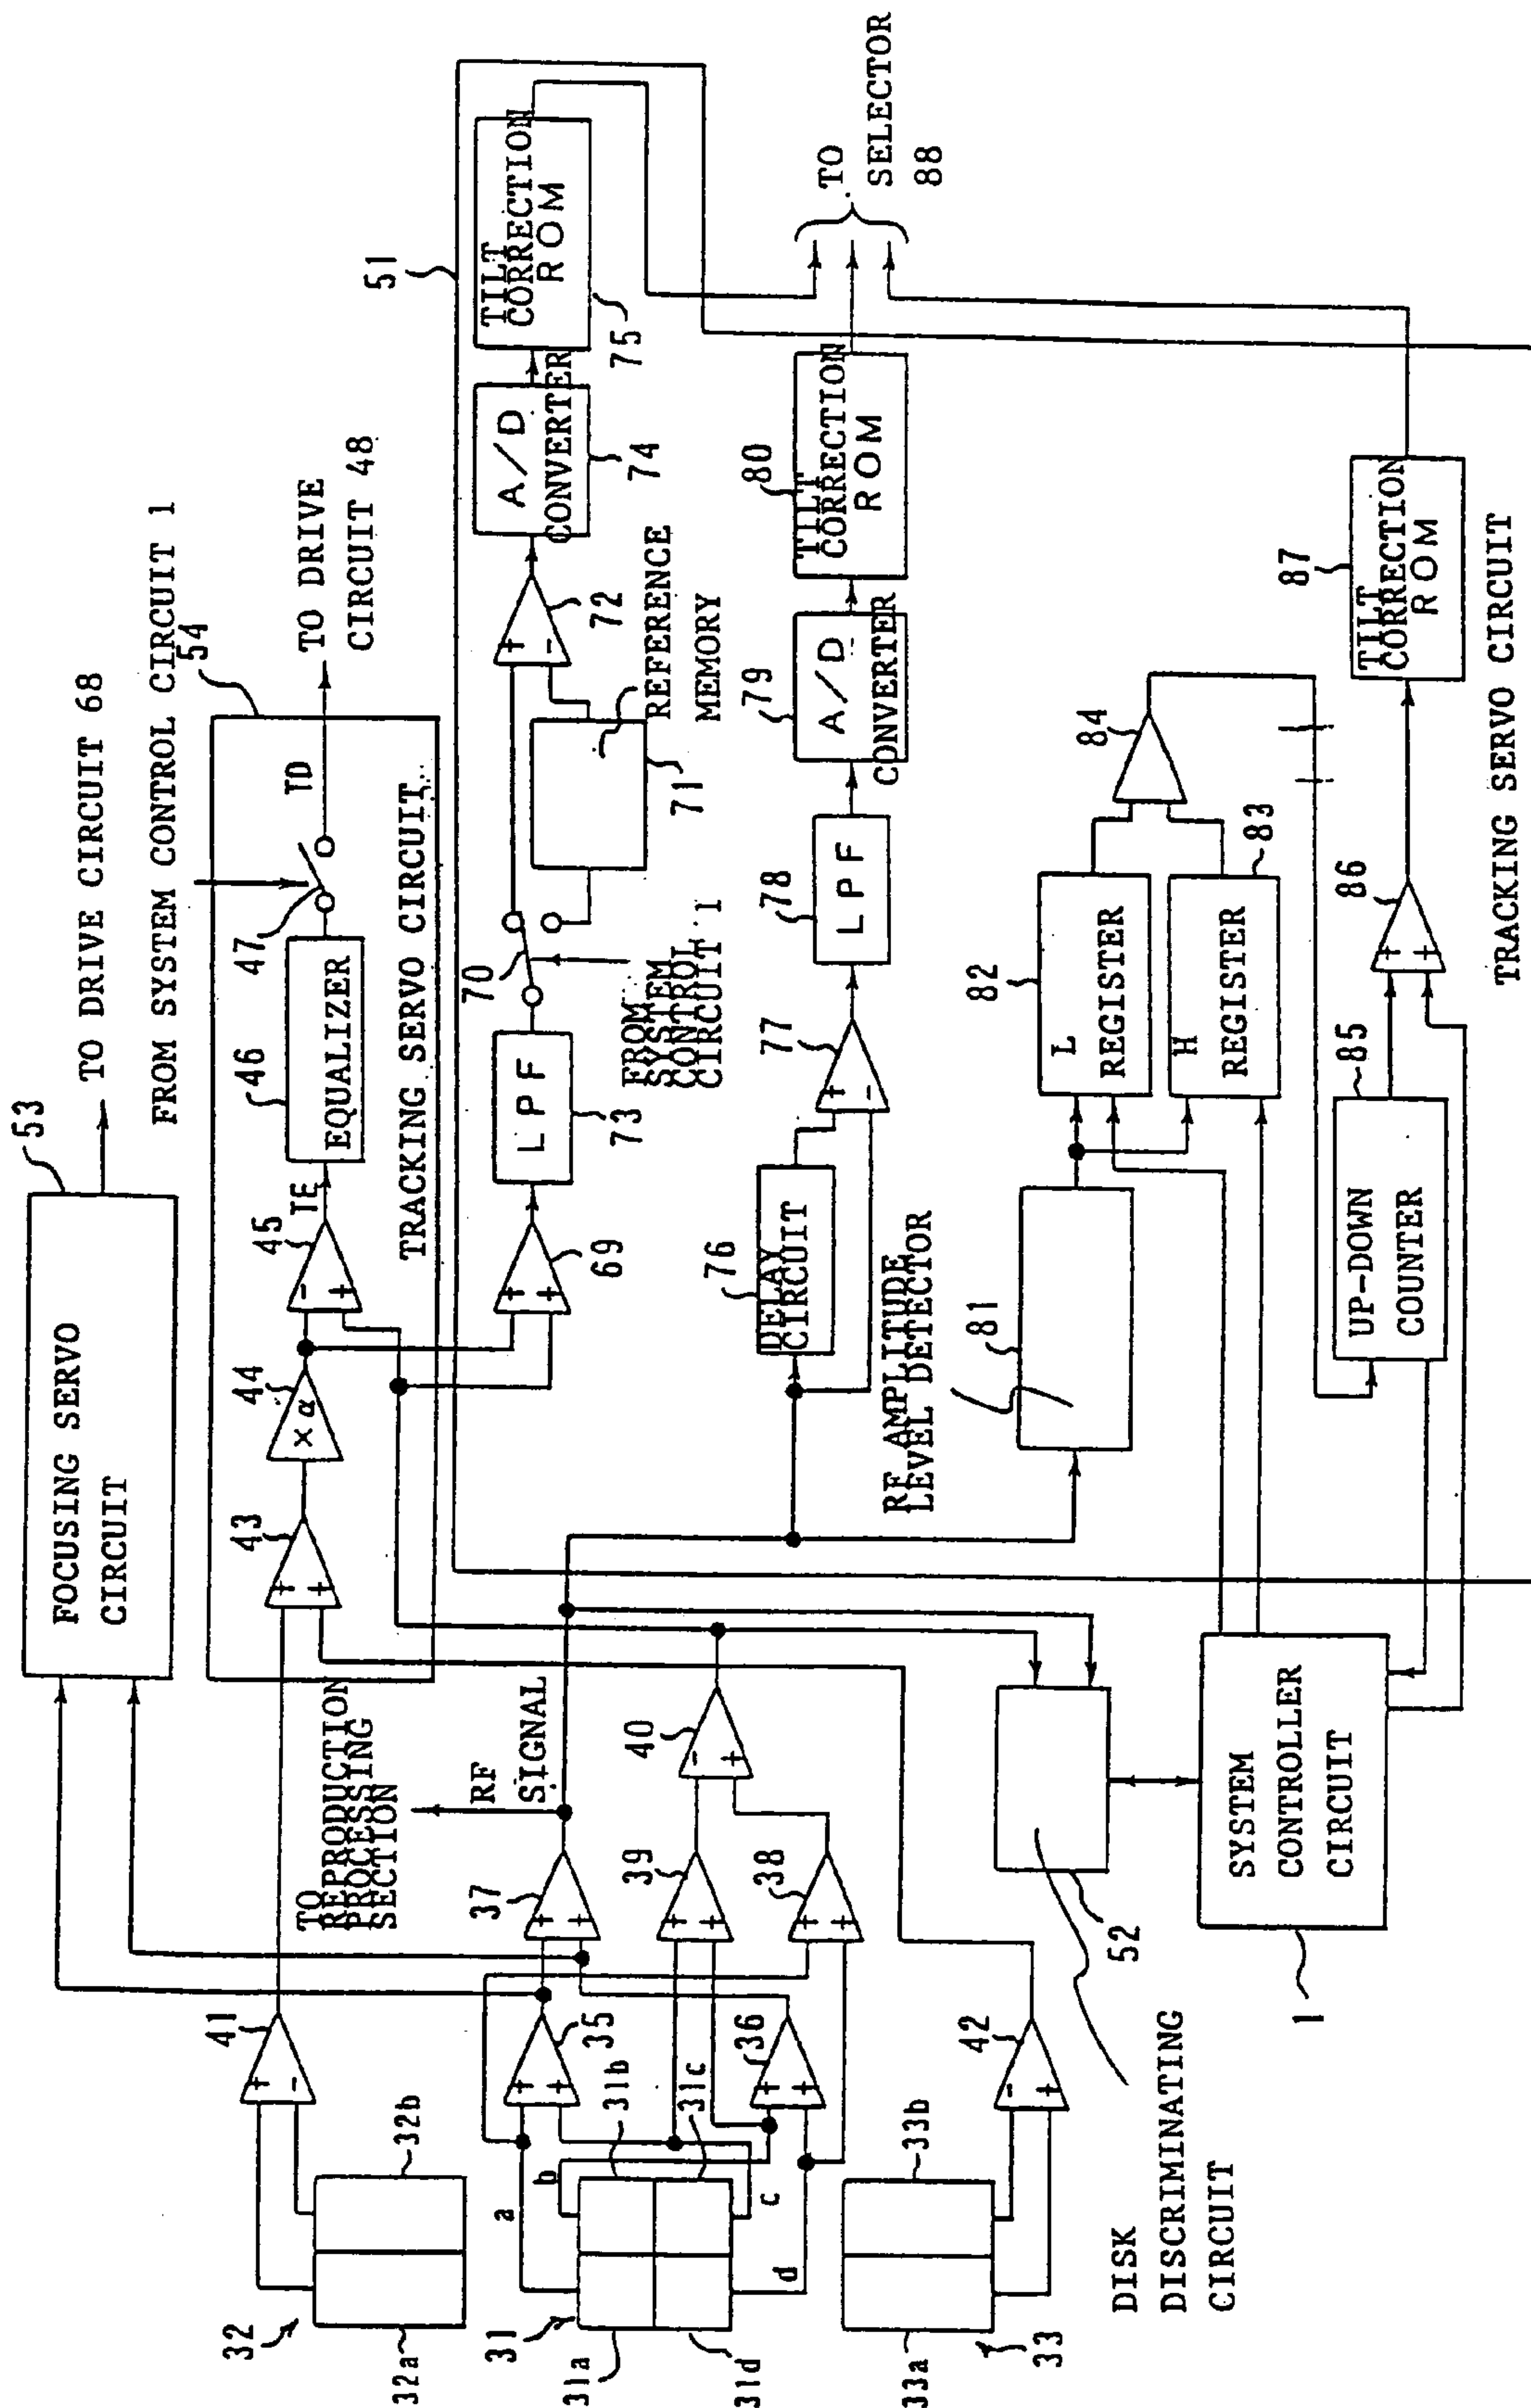 53
FOCUSING SERVO
CIRCUIT
TO DRIVE CIRCUIT 68
FROM SYSTEM CONTROL CIRCUIT 1
54
TO DRIVE
CIRCUIT 48
41
43
44
×α
45
TE
46
EQUALIZER
47
TD
TRACKING SERVO CIRCUIT
32
32a
32b
TO
REPRODUCTION
PROCESSING
SECTION
RF
SIGNAL
69
LPF
73
70
FROM
SYSTEM
CONTROL
CIRCUIT 1
71
REFERENCE
MEMORY
72
A/D
CONVERTER
74
TILT
CORRECTION
ROM
75
51
31
31a
31b
31c
31d
a
b
c
d
35
36
37
38
39
40
76
DELAY
CIRCUIT
77
78
LPF
79
A/D
CONVERTER
80
TILT
CORRECTION
ROM
TO
SELECTOR
88
RF AMPLITUDE
LEVEL DETECTOR
81
82
L
REGISTER
H
REGISTER
83
84
33
33a
33b
42
DISK
DISCRIMINATING
CIRCUIT
52
SYSTEM
CONTROLLER
CIRCUIT
1
85
UP-DOWN
COUNTER
86
87
TILT
CORRECTION
ROM
TRACKING SERVO CIRCUIT
+
-
-
+
+
+
+
+
+
+
+
+
+
+
+
+
-
+
+
+
-
+
+
+
+
-
+
-
+
+